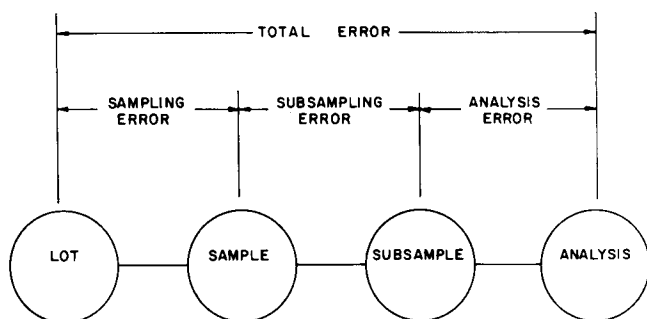 TOTAL ERROR
SAMPLING ERROR
SUBSAMPLING ERROR
ANALYSIS ERROR
LOT
SAMPLE
SUBSAMPLE
ANALYSIS